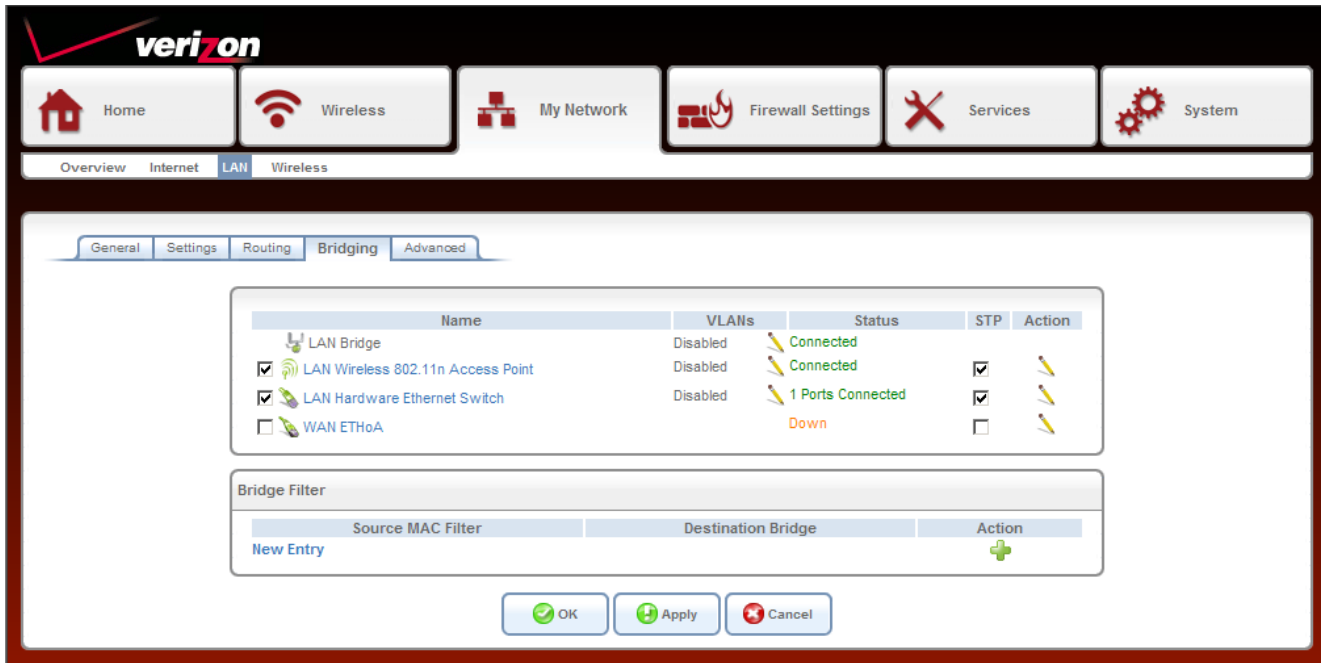 verizon
Home Wireless My Network Firewall Settings Services System
Overview Internet LAN Wireless
General Settings Routing Bridging Advanced
Name VLANs Status STP Action
LAN Bridge Disabled Connected
LAN Wireless 802.11n Access Point Disabled Connected
LAN Hardware Ethernet Switch Disabled 1 Ports Connected
WAN ETHoA Down
Bridge Filter
Source MAC Filter Destination Bridge Action
New Entry
OK Apply Cancel